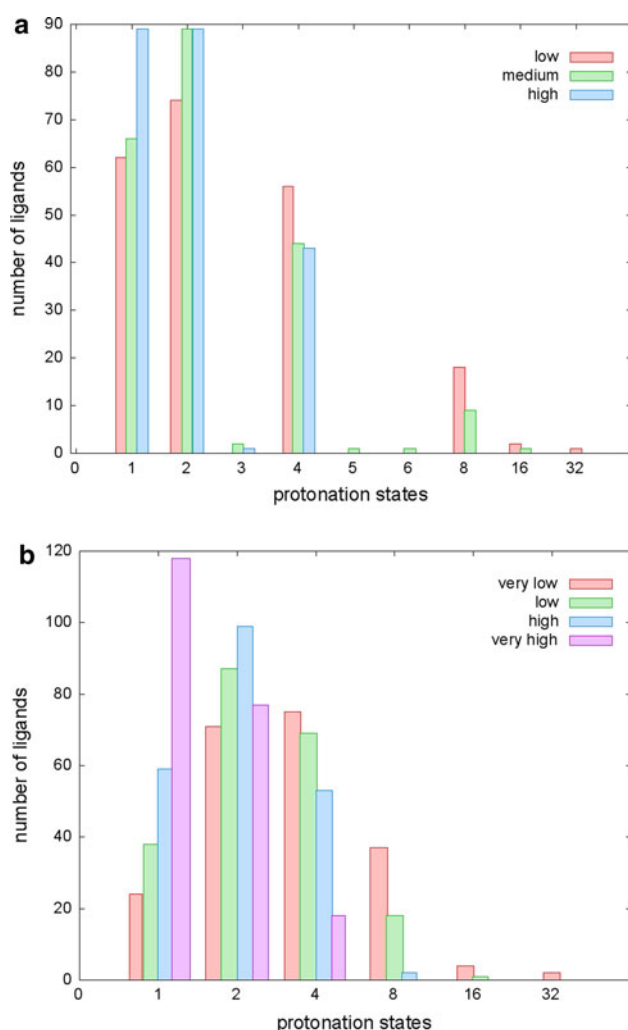 a
90
80
70
60
50
40
30
20
10
0
low
medium
high
number of ligands
0 1 2 3 4 5 6 8 16 32
protonation states
b
120
100
80
60
40
20
0
very low
low
high
very high
number of ligands
0 1 2 4 8 16 32
protonation states